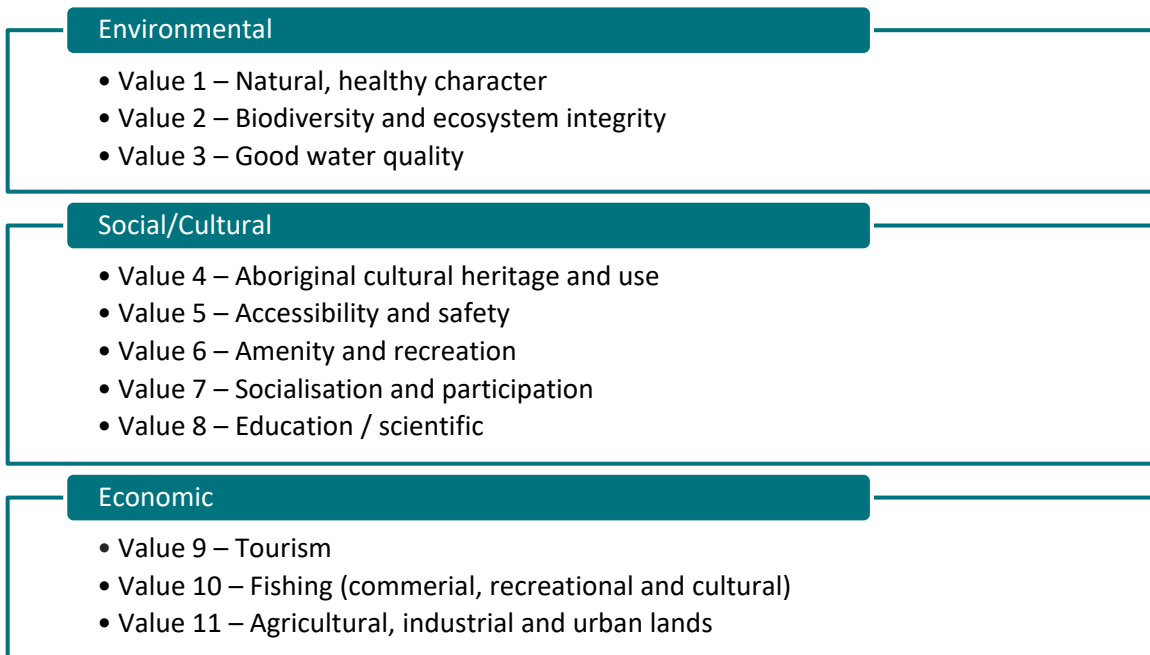 Environmental
• Value 1 – Natural, healthy character
• Value 2 – Biodiversity and ecosystem integrity
• Value 3 – Good water quality
Social/Cultural
• Value 4 – Aboriginal cultural heritage and use
• Value 5 – Accessibility and safety
• Value 6 – Amenity and recreation
• Value 7 – Socialisation and participation
• Value 8 – Education / scientific
Economic
• Value 9 – Tourism
• Value 10 – Fishing (commerial, recreational and cultural)
• Value 11 – Agricultural, industrial and urban lands